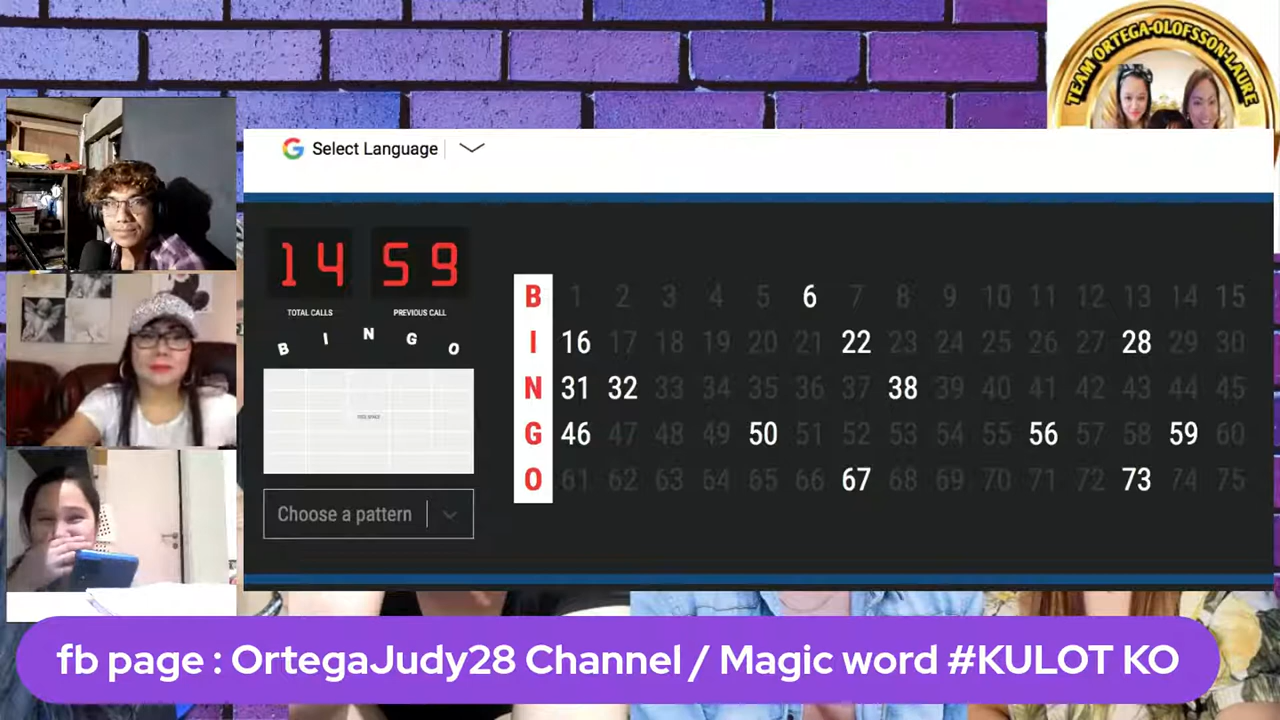 TEAM ORTEGA-OLOFSSON-LAURE
Select Language
14 59
TOTAL CALLS PREVIOUS CALL
B I N G O
FREE SPACE
Choose a pattern
B 1 2 3 4 5 6 7 8 9 10 11 12 13 14 15
I 16 17 18 19 20 21 22 23 24 25 26 27 28 29 30
N 31 32 33 34 35 36 37 38 39 40 41 42 43 44 45
G 46 47 48 49 50 51 52 53 54 55 56 57 58 59 60
O 61 62 63 64 65 66 67 68 69 70 71 72 73 74 75
fb page : OrtegaJudy28 Channel / Magic word #KULOT KO